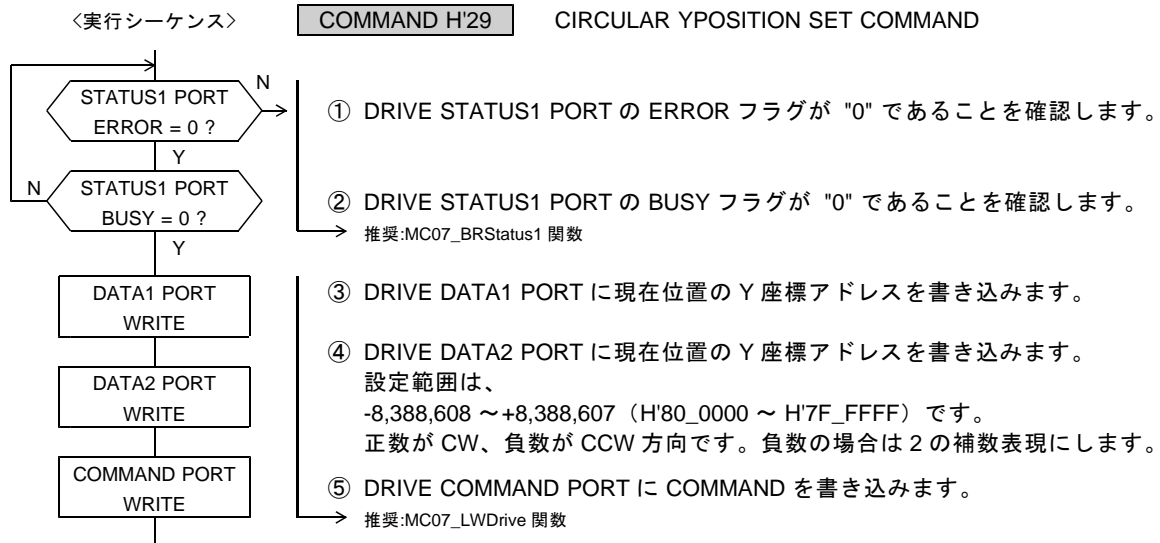 〈実行シーケンス〉 COMMAND H'29 CIRCULAR YPOSITION SET COMMAND
N
STATUS1 PORT
ERROR = 0 ?
① DRIVE STATUS1 PORT の ERROR フラグが "0" であることを確認します。
Y
N
STATUS1 PORT
BUSY = 0 ?
② DRIVE STATUS1 PORT の BUSY フラグが "0" であることを確認します。
推奨:MC07_BRStatus1 関数
Y
DATA1 PORT
WRITE
③ DRIVE DATA1 PORT に現在位置の Y 座標アドレスを書き込みます。
DATA2 PORT
WRITE
④ DRIVE DATA2 PORT に現在位置の Y 座標アドレスを書き込みます。
設定範囲は、
-8,388,608 ～+8,388,607（H'80_0000 ～ H'7F_FFFF）です。
正数が CW、負数が CCW 方向です。負数の場合は 2 の補数表現にします。
COMMAND PORT
WRITE
⑤ DRIVE COMMAND PORT に COMMAND を書き込みます。
推奨:MC07_LWDrive 関数